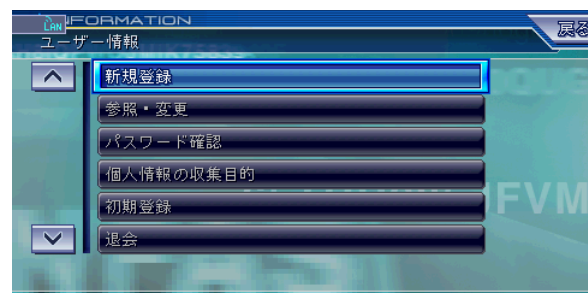 LAN INFORMATION
ユーザー情報
戻る
新規登録
参照・変更
パスワード確認
個人情報の収集目的
初期登録
退会